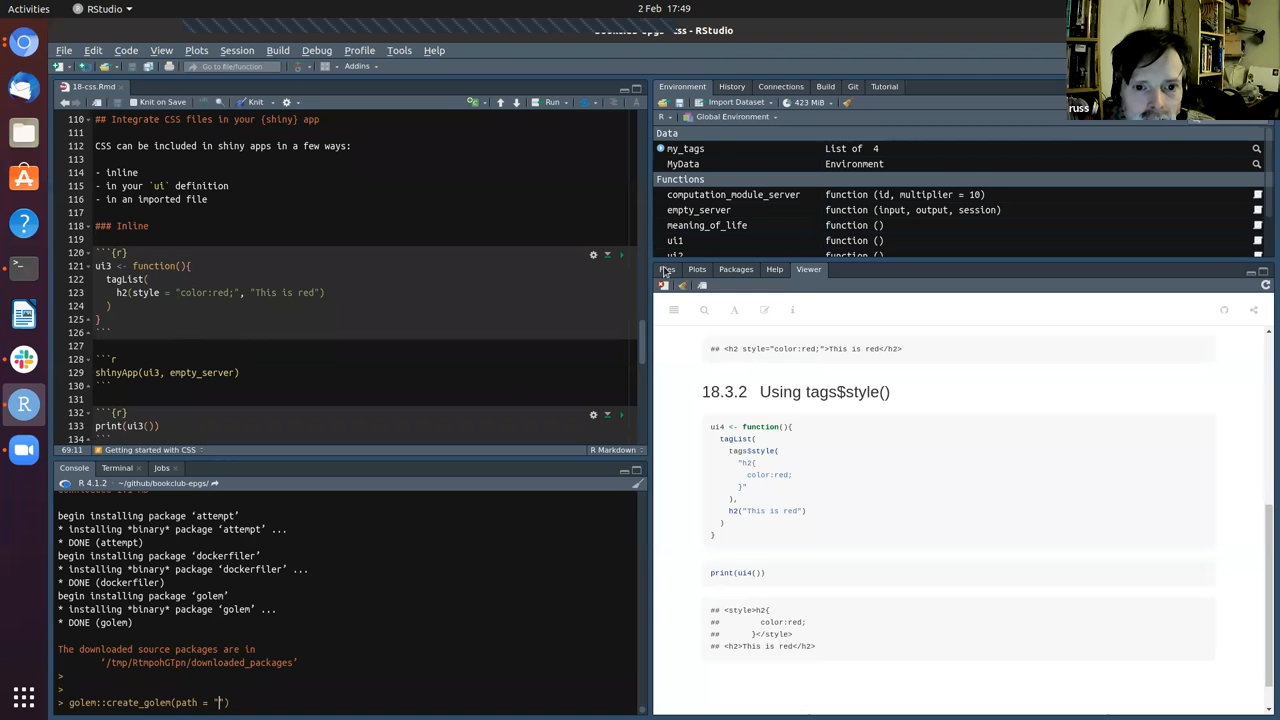 Activities
RStudio
2 Feb 17:49
RStudio
File Edit Code View Plots Session Build Debug Profile Tools Help
Go to file/function
Addins
18-css.Rmd
Knit on Save
Knit
Run
110 ## Integrate CSS files in your {shiny} app
111
112 CSS can be included in shiny apps in a few ways:
113
114 - inline
115 - in your `ui` definition
116 - in an imported file
117
118 ### Inline
119
120 ```{r}
121 ui3 <- function(){
122 tagList(
123 h2(style = "color:red;", "This is red")
124 )
125 }
126 ```
127
128 ```r
129 shinyApp(ui3, empty_server)
130 ```
131
132 ```{r}
133 print(ui3())
134 ```
69:11 Getting started with CSS R Markdown
Console Terminal Jobs
R 4.1.2 · ~/github/bookclub-epgs/
begin installing package ‘attempt’
* installing *binary* package ‘attempt’ ...
* DONE (attempt)
begin installing package ‘dockerfiler’
* installing *binary* package ‘dockerfiler’ ...
* DONE (dockerfiler)
begin installing package ‘golem’
* installing *binary* package ‘golem’ ...
* DONE (golem)
The downloaded source packages are in
‘/tmp/RtmpohGTpn/downloaded_packages’
>
>
> golem::create_golem(path = "")
Environment History Connections Build Git Tutorial
Import Dataset 423 MiB
R Global Environment
Data
my_tags List of 4
MyData Environment
Functions
computation_module_server function (id, multiplier = 10)
empty_server function (input, output, session)
meaning_of_life function ()
ui1 function ()
ui2 function ()
Files Plots Packages Help Viewer
## <h2 style="color:red;">This is red</h2>
18.3.2 Using tags$style()
ui4 <- function(){
tagList(
tags$style(
"h2{
color:red;
}"
),
h2("This is red")
)
}
print(ui4())
## <style>h2{
## color:red;
## }</style>
## <h2>This is red</h2>
russ